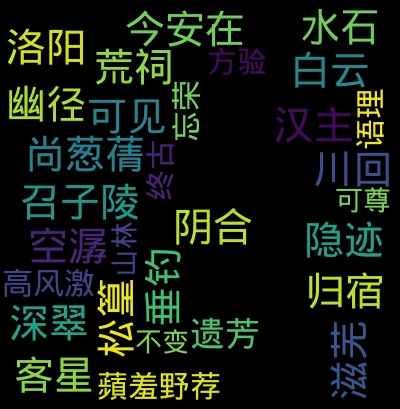 今安在
水石
洛阳
荒祠
方验
白云
幽径
可见
忘荣
汉主
语理
尚葱蒨
终古
川回
召子陵
可尊
空潺
山林
阴合
隐迹
高风激
松篁
垂钓
归宿
深翠
不变
遗芳
滋芜
客星
蘋羞野荐